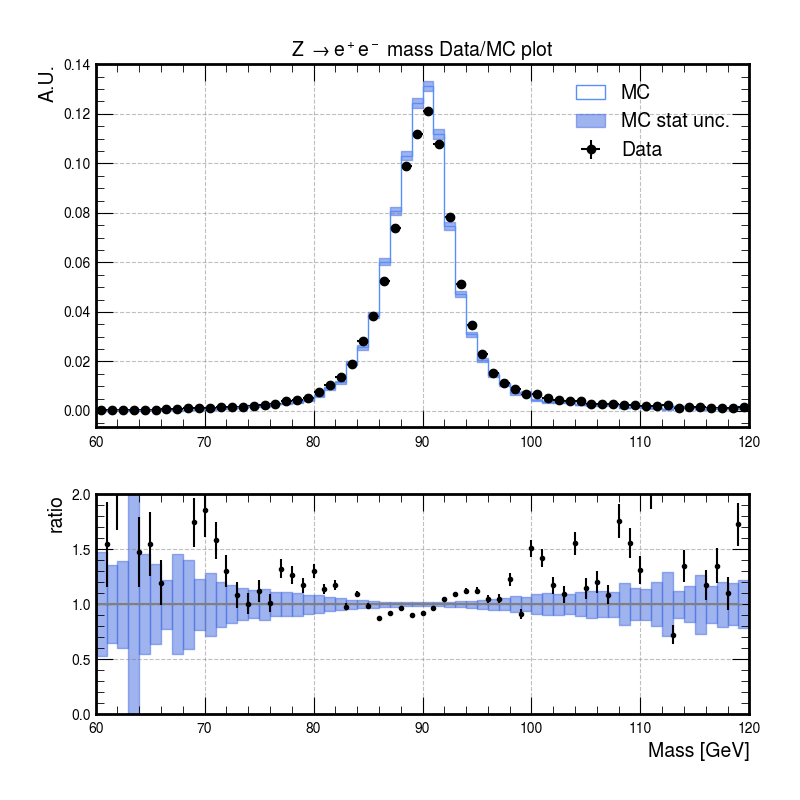 Z → e⁺e⁻ mass Data/MC plot
A.U.
0.14
0.12
0.10
0.08
0.06
0.04
0.02
0.00
MC
MC stat unc.
Data
60 70 80 90 100 110 120
ratio
2.0
1.5
1.0
0.5
0.0
60 70 80 90 100 110 120
Mass [GeV]